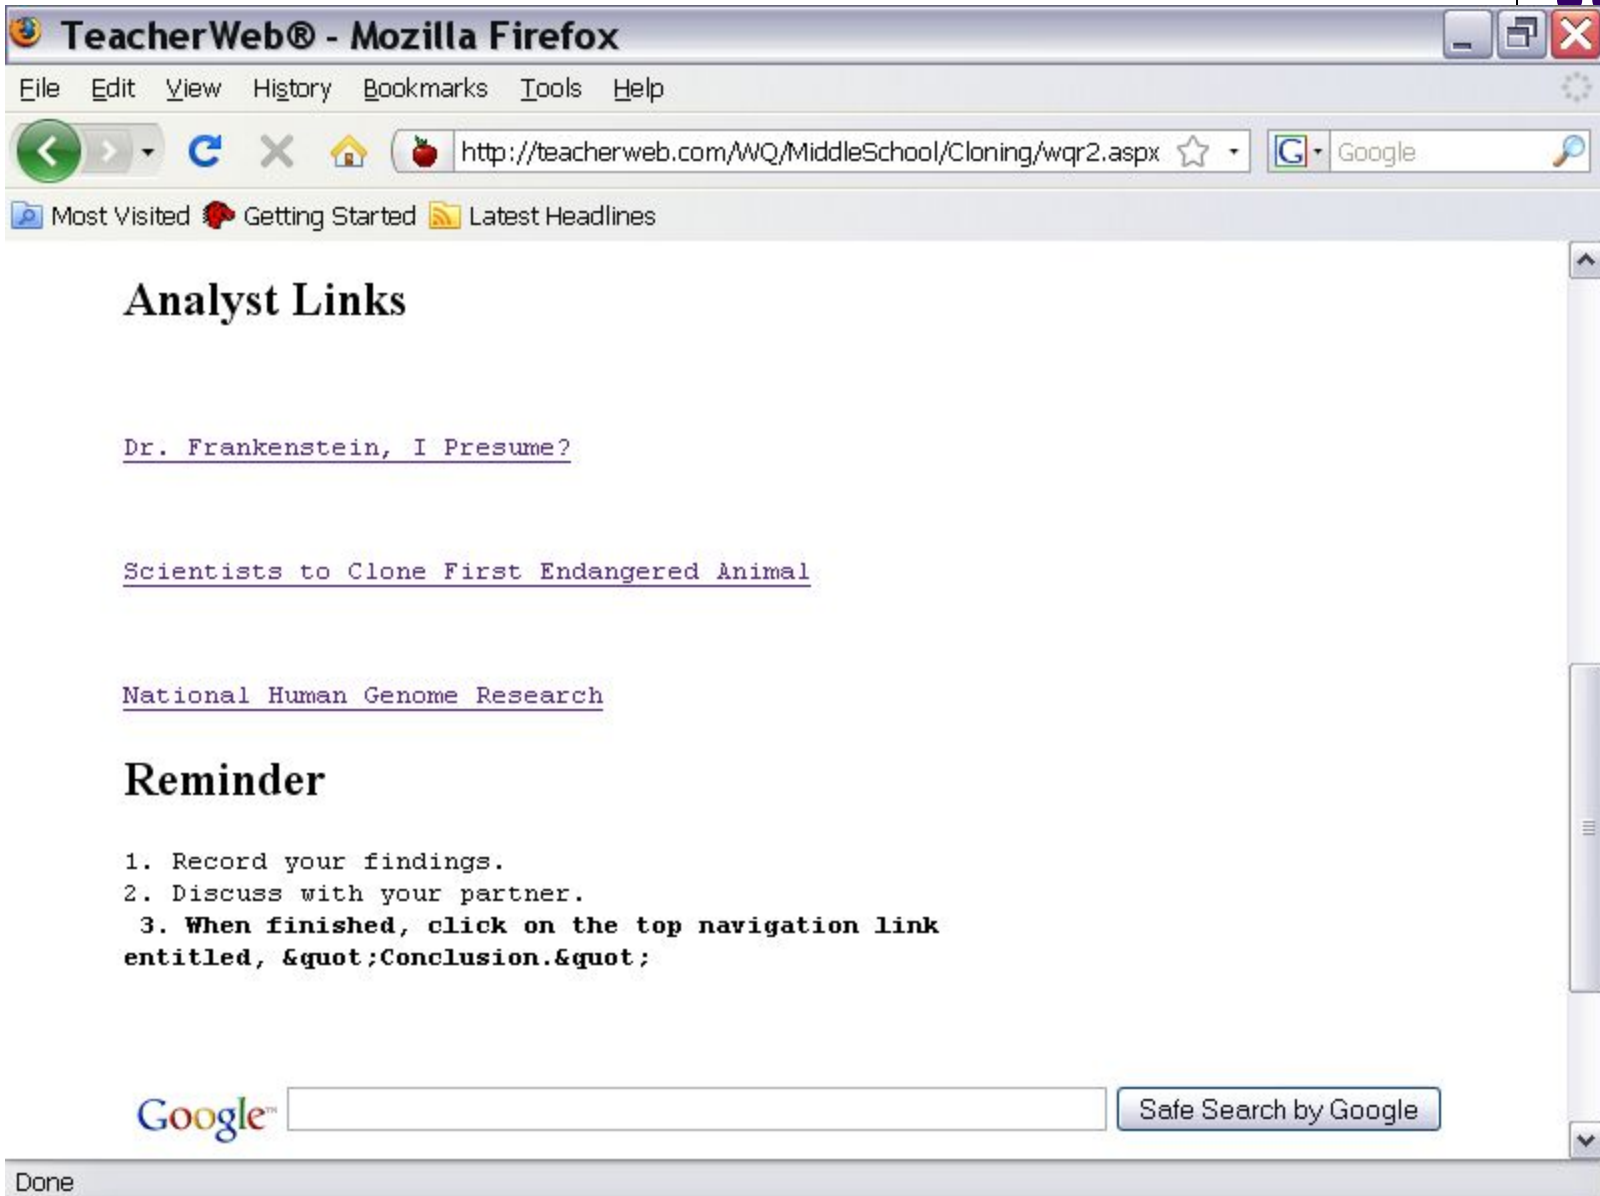 TeacherWeb® - Mozilla Firefox
File Edit View History Bookmarks Tools Help
http://teacherweb.com/WQ/MiddleSchool/Cloning/wqr2.aspx G Google
Most Visited Getting Started Latest Headlines
Analyst Links
Dr. Frankenstein, I Presume?
Scientists to Clone First Endangered Animal
National Human Genome Research
Reminder
1. Record your findings.
2. Discuss with your partner.
3. When finished, click on the top navigation link
entitled, &quot;Conclusion.&quot;
Google™ Safe Search by Google
Done